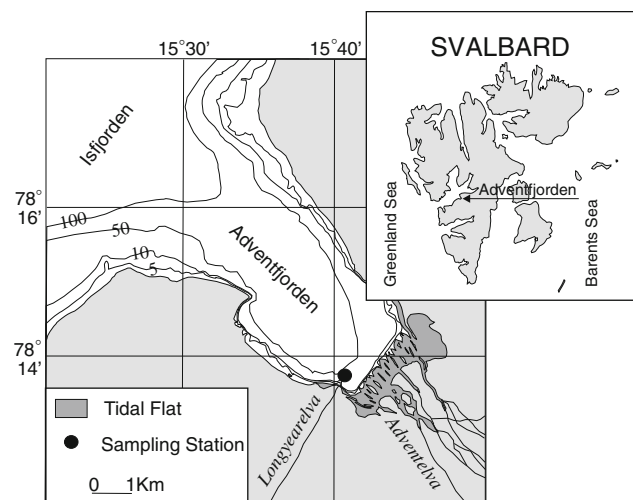 15°30'
15°40'
SVALBARD
Isfjorden
Adventfjorden
Greenland Sea
Barents Sea
78°
16'
100
50
10
5
Adventfjorden
78°
14'
Longyearelva
Adventelva
Tidal Flat
Sampling Station
0 1Km